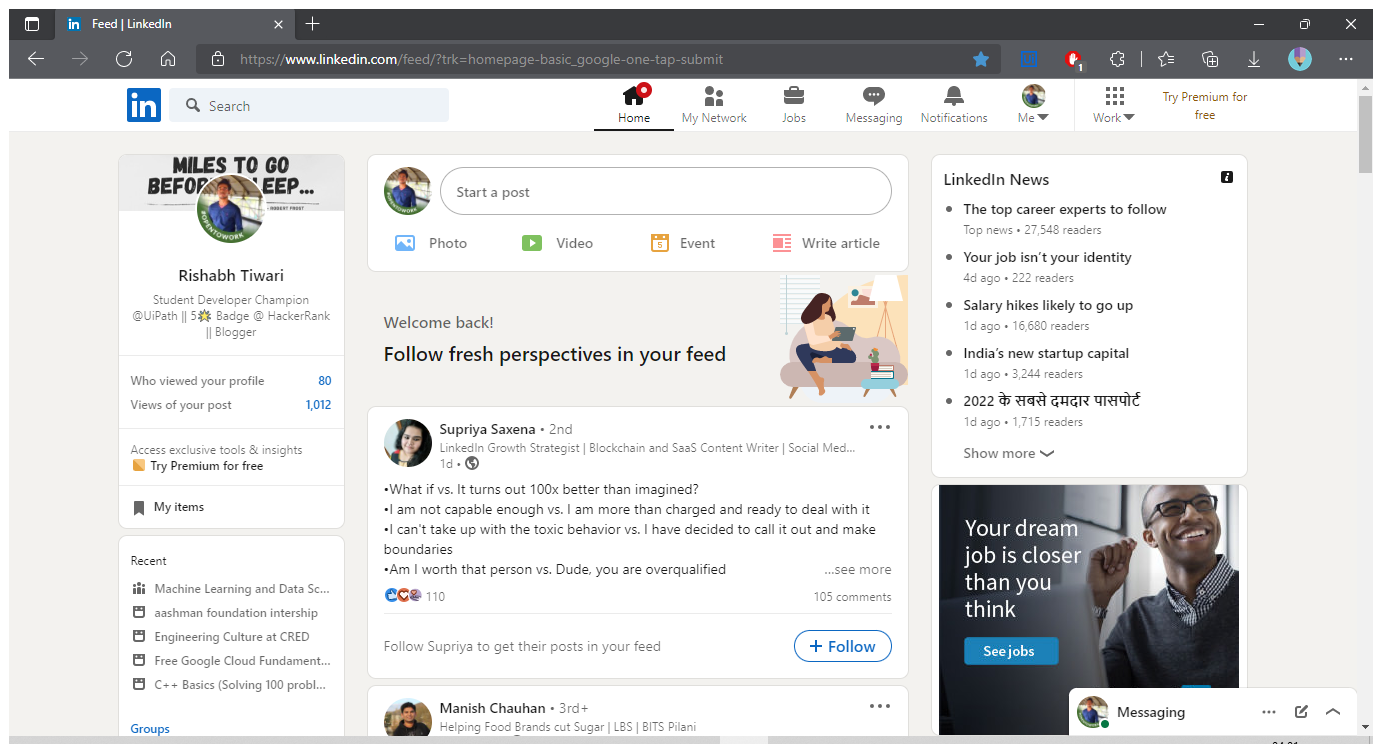 Feed | LinkedIn
https://www.linkedin.com/feed/?trk=homepage-basic_google-one-tap-submit
1
in
Search
Home
My Network
Jobs
Messaging
Notifications
Me
Work
Try Premium for
free
MILES TO GO
BEFORE SLEEP...
- ROBERT FROST
#OPENTOWORK
Rishabh Tiwari
Student Developer Champion
@UiPath || 5🌟 Badge @ HackerRank
|| Blogger
Who viewed your profile 80
Views of your post 1,012
Access exclusive tools & insights
Try Premium for free
My items
Recent
Machine Learning and Data Sc...
aashman foundation intership
Engineering Culture at CRED
Free Google Cloud Fundament...
C++ Basics (Solving 100 probl...
Groups
#OPENTOWORK
Start a post
Photo
Video
5
Event
Write article
Welcome back!
Follow fresh perspectives in your feed
Supriya Saxena • 2nd
LinkedIn Growth Strategist | Blockchain and SaaS Content Writer | Social Med...
1d •
•What if vs. It turns out 100x better than imagined?
•I am not capable enough vs. I am more than charged and ready to deal with it
•I can't take up with the toxic behavior vs. I have decided to call it out and make
boundaries
•Am I worth that person vs. Dude, you are overqualified ...see more
110 105 comments
Follow Supriya to get their posts in your feed
+ Follow
Manish Chauhan • 3rd+
Helping Food Brands cut Sugar | LBS | BITS Pilani
LinkedIn News
• The top career experts to follow
Top news • 27,548 readers
• Your job isn’t your identity
4d ago • 222 readers
• Salary hikes likely to go up
1d ago • 16,680 readers
• India’s new startup capital
1d ago • 3,244 readers
• 2022 के सबसे दमदार पासपोर्ट
1d ago • 1,715 readers
Show more
Your dream
job is closer
than you
think
See jobs
Messaging